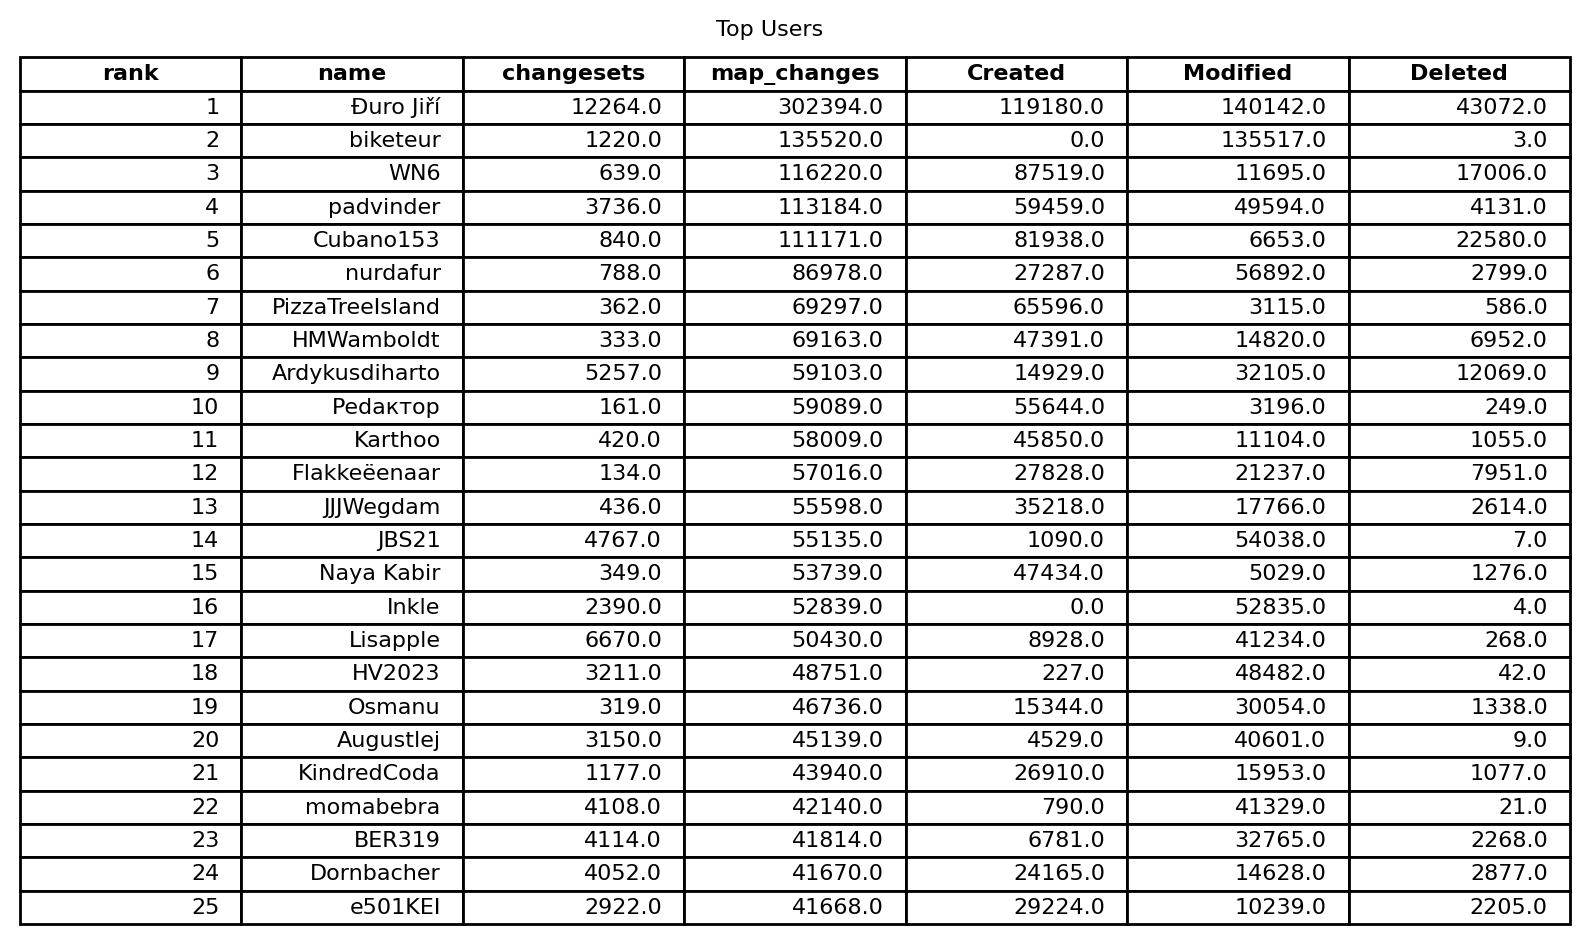 Top Users
rank name changesets map_changes Created Modified Deleted
1 Đuro Jiří 12264.0 302394.0 119180.0 140142.0 43072.0
2 biketeur 1220.0 135520.0 0.0 135517.0 3.0
3 WN6 639.0 116220.0 87519.0 11695.0 17006.0
4 padvinder 3736.0 113184.0 59459.0 49594.0 4131.0
5 Cubano153 840.0 111171.0 81938.0 6653.0 22580.0
6 nurdafur 788.0 86978.0 27287.0 56892.0 2799.0
7 PizzaTreeIsland 362.0 69297.0 65596.0 3115.0 586.0
8 HMWamboldt 333.0 69163.0 47391.0 14820.0 6952.0
9 Ardykusdiharto 5257.0 59103.0 14929.0 32105.0 12069.0
10 Pedaктор 161.0 59089.0 55644.0 3196.0 249.0
11 Karthoo 420.0 58009.0 45850.0 11104.0 1055.0
12 Flakkeëenaar 134.0 57016.0 27828.0 21237.0 7951.0
13 JJJWegdam 436.0 55598.0 35218.0 17766.0 2614.0
14 JBS21 4767.0 55135.0 1090.0 54038.0 7.0
15 Naya Kabir 349.0 53739.0 47434.0 5029.0 1276.0
16 Inkle 2390.0 52839.0 0.0 52835.0 4.0
17 Lisapple 6670.0 50430.0 8928.0 41234.0 268.0
18 HV2023 3211.0 48751.0 227.0 48482.0 42.0
19 Osmanu 319.0 46736.0 15344.0 30054.0 1338.0
20 Augustlej 3150.0 45139.0 4529.0 40601.0 9.0
21 KindredCoda 1177.0 43940.0 26910.0 15953.0 1077.0
22 momabebra 4108.0 42140.0 790.0 41329.0 21.0
23 BER319 4114.0 41814.0 6781.0 32765.0 2268.0
24 Dornbacher 4052.0 41670.0 24165.0 14628.0 2877.0
25 e501KEI 2922.0 41668.0 29224.0 10239.0 2205.0